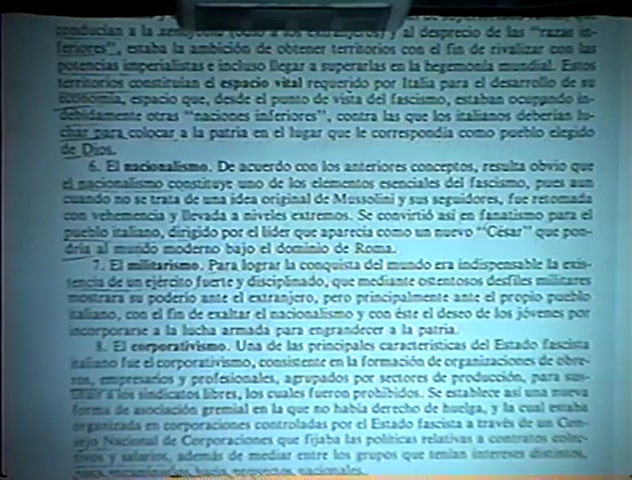 conducían a la xenofobia (odio a los extranjeros) y al desprecio de las "razas in-
feriores", estaba la ambición de obtener territorios con el fin de rivalizar con las
potencias imperialistas e incluso llegar a superarlas en la hegemonía mundial. Estos
territorios constituían el espacio vital requerido por Italia para el desarrollo de su
economía, espacio que, desde el punto de vista del fascismo, estaban ocupando in-
debidamente otras "naciones inferiores", contra las que los italianos deberían lu-
char para colocar a la patria en el lugar que le correspondía como pueblo elegido
de Dios.
6. El nacionalismo. De acuerdo con los anteriores conceptos, resulta obvio que
el nacionalismo constituye uno de los elementos esenciales del fascismo, pues aun
cuando no se trata de una idea original de Mussolini y sus seguidores, fue retomada
con vehemencia y llevada a niveles extremos. Se convirtió así en fanatismo para el
pueblo italiano, dirigido por el líder que aparecía como un nuevo "César" que pon-
dría al mundo moderno bajo el dominio de Roma.
7. El militarismo. Para lograr la conquista del mundo era indispensable la exis-
tencia de un ejército fuerte y disciplinado, que mediante ostentosos desfiles militares
mostrara su poderío ante el extranjero, pero principalmente ante el propio pueblo
italiano, con el fin de exaltar el nacionalismo y con éste el deseo de los jóvenes por
incorporarse a la lucha armada para engrandecer a la patria.
8. El corporativismo. Una de las principales características del Estado fascista
italiano fue el corporativismo, consistente en la formación de organizaciones de obre-
ros, empresarios y profesionales, agrupados por sectores de producción, para sus-
tituir a los sindicatos libres, los cuales fueron prohibidos. Se establece así una nueva
forma de asociación gremial en la que no había derecho de huelga, y la cual estaba
organizada en corporaciones controladas por el Estado fascista a través de un Con-
sejo Nacional de Corporaciones que fijaba las políticas relativas a contratos colec-
tivos y salarios, además de mediar entre los grupos que tenían intereses distintos,
pues encaminados hacia proyectos nacionales.